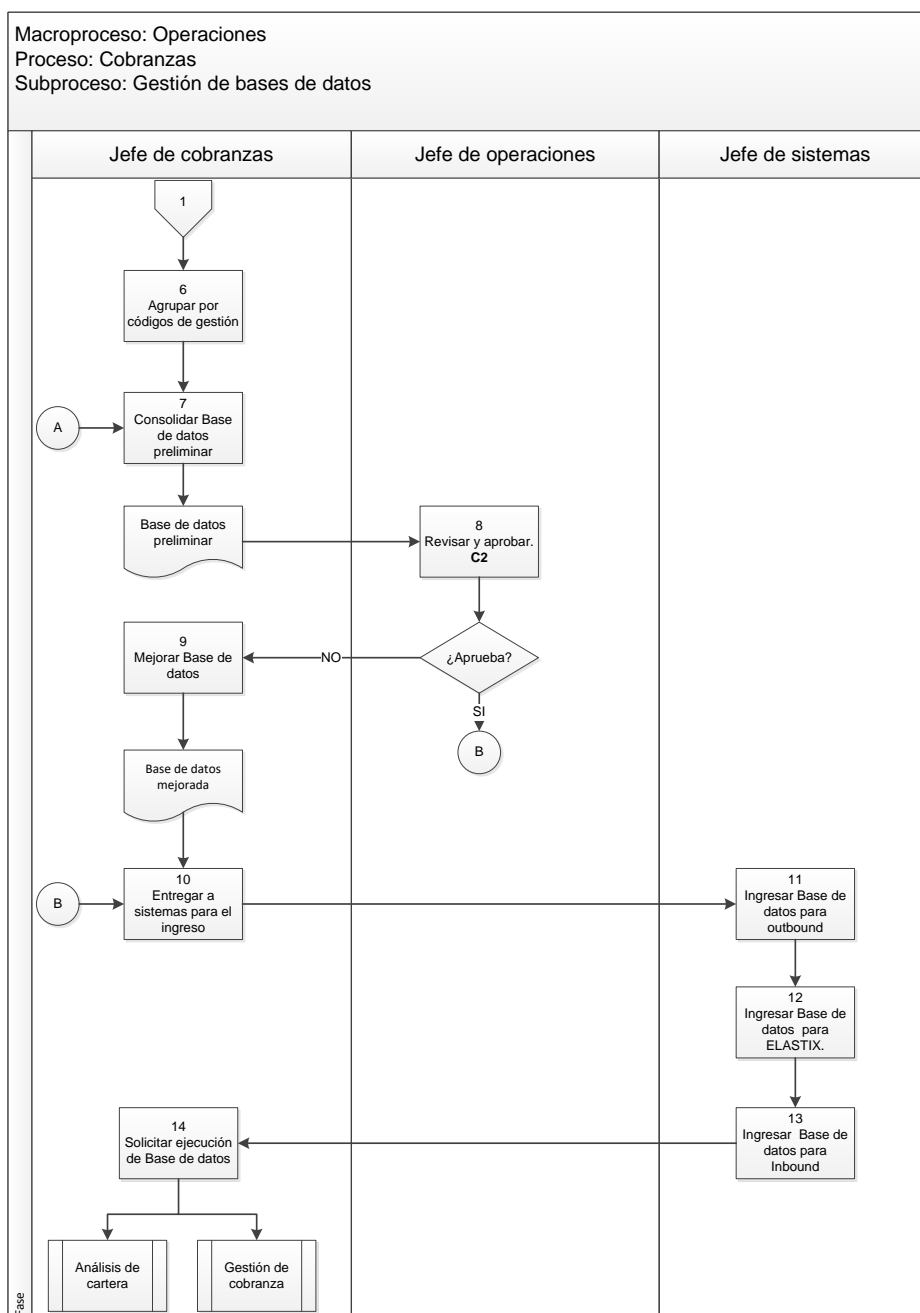 Macroproceso: Operaciones
Proceso: Cobranzas
Subproceso: Gestión de bases de datos
Jefe de cobranzas
Jefe de operaciones
Jefe de sistemas
1
6
Agrupar por
códigos de gestión
A
7
Consolidar Base
de datos
preliminar
Base de datos
preliminar
8
Revisar y aprobar.
C2
9
Mejorar Base de
datos
NO
¿Aprueba?
SI
B
Base de datos
mejorada
B
10
Entregar a
sistemas para el
ingreso
11
Ingresar Base de
datos para
outbound
12
Ingresar Base de
datos para
ELASTIX.
13
Ingresar Base de
datos para
Inbound
14
Solicitar ejecución
de Base de datos
Análisis de
cartera
Gestión de
cobranza
Fase